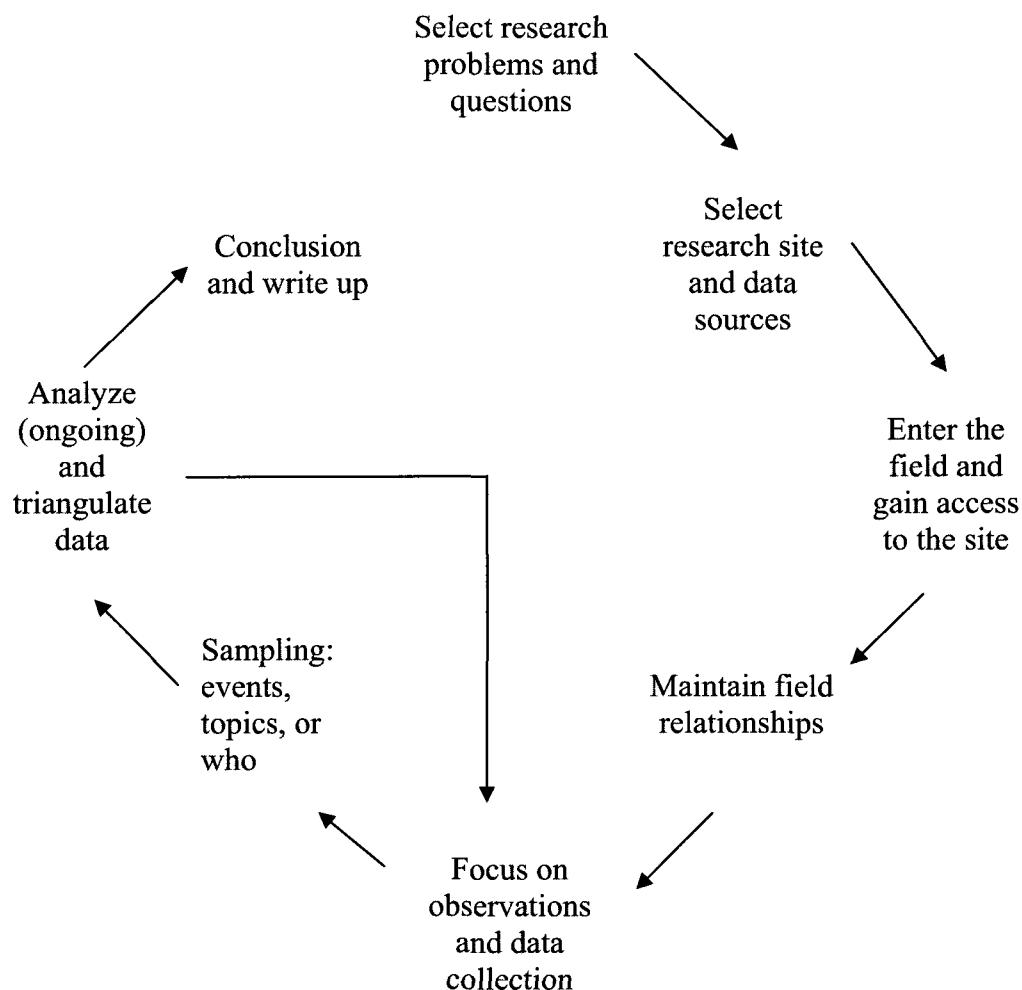 Select research
problems and
questions
Select
research site
and data
sources
Enter the
field and
gain access
to the site
Maintain field
relationships
Focus on
observations
and data
collection
Sampling:
events,
topics, or
who
Analyze
(ongoing)
and
triangulate
data
Conclusion
and write up